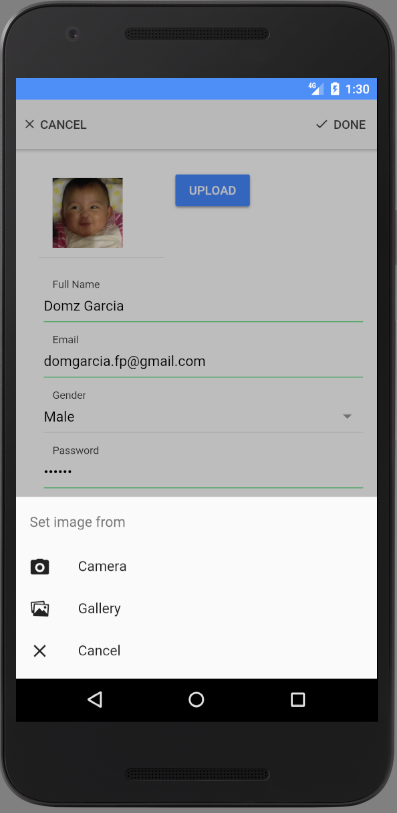 4G 1:30
CANCEL DONE
UPLOAD
Full Name
Domz Garcia
Email
domgarcia.fp@gmail.com
Gender
Male
Password
••••••
Set image from
Camera
Gallery
Cancel